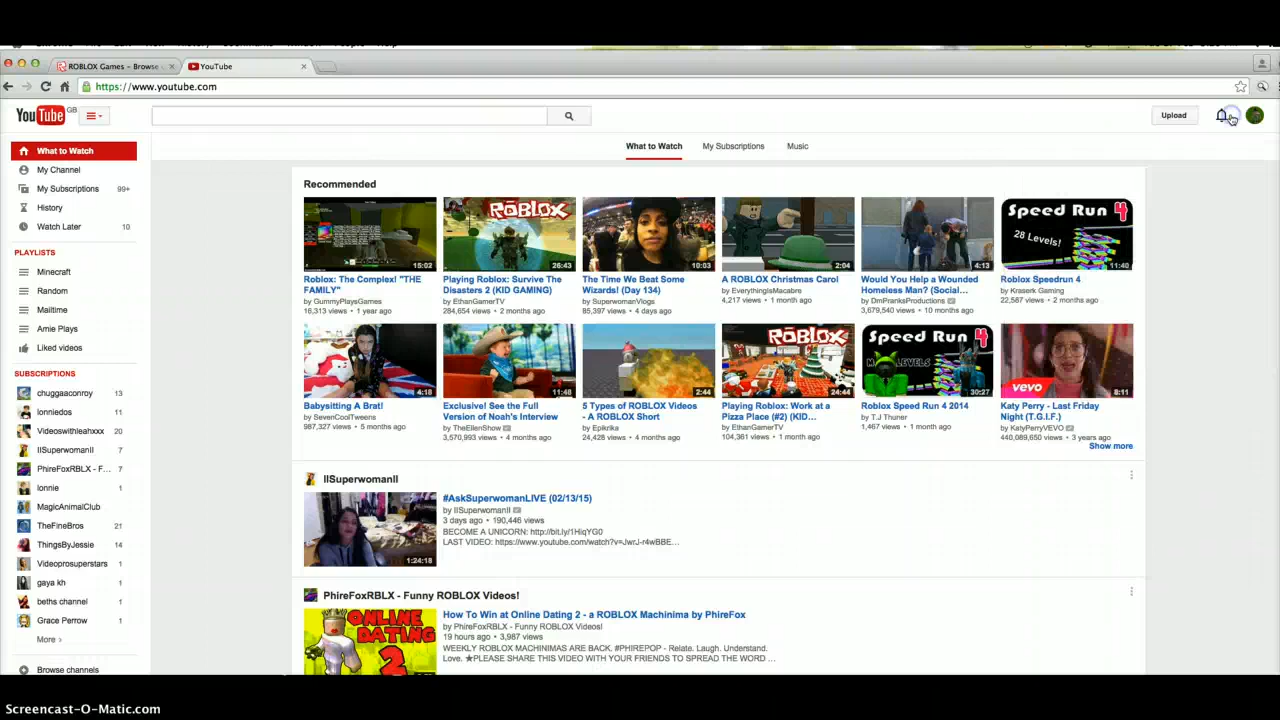 ROBLOX Games - Browse
YouTube
https://www.youtube.com
YouTube GB
Upload
What to Watch
My Channel
My Subscriptions 99+
History
Watch Later 10
PLAYLISTS
Minecraft
Random
Mailtime
Arnie Plays
Liked videos
SUBSCRIPTIONS
chuggaaconroy 13
lonniedos 11
Videoswithleahxxx 20
IISuperwomanII 7
PhireFoxRBLX - F... 7
lonnie 1
MagicAnimalClub
TheFineBros 21
ThingsByJessie 14
Videoprosuperstars 1
gaya kh 1
beths channel 1
Grace Perrow 1
More ›
Browse channels
What to Watch My Subscriptions Music
Recommended
15:02
Roblox: The Complex! "THE
FAMILY"
by GummyPlaysGames
16,313 views • 1 year ago
ROBLOX
26:43
Playing Roblox: Survive The
Disasters 2 (KID GAMING)
by EthanGamerTV
284,654 views • 2 months ago
10:03
The Time We Beat Some
Wizards! (Day 134)
by SuperwomanVlogs
85,397 views • 4 days ago
2:04
A ROBLOX Christmas Carol
by EverythingIsMacabre
4,217 views • 1 month ago
4:13
Would You Help a Wounded
Homeless Man? (Social...
by DmPranksProductions
3,679,540 views • 10 months ago
Speed Run 4
28 Levels!
11:40
Roblox Speedrun 4
by Kraserk Gaming
22,587 views • 2 months ago
4:18
Babysitting A Brat!
by SevenCoolTweens
987,327 views • 5 months ago
11:48
Exclusive! See the Full
Version of Noah's Interview
by TheEllenShow
3,570,993 views • 4 months ago
2:44
5 Types of ROBLOX Videos
- A ROBLOX Short
by Epikrika
24,428 views • 4 months ago
ROBLOX
24:44
Playing Roblox: Work at a
Pizza Place (#2) (KID...
by EthanGamerTV
104,361 views • 1 month ago
Speed Run 4
LEVELS
30:27
Roblox Speed Run 4 2014
by T.J Thuner
1,467 views • 1 month ago
vevo
8:11
Katy Perry - Last Friday
Night (T.G.I.F.)
by KatyPerryVEVO
440,089,650 views • 3 years ago
Show more
IISuperwomanII
1:24:18
#AskSuperwomanLIVE (02/13/15)
by IISuperwomanII
3 days ago • 190,446 views
BECOME A UNICORN: http://bit.ly/1HiqYG0
LAST VIDEO: https://www.youtube.com/watch?v=JwrJ-r4wBBE...
PhireFoxRBLX - Funny ROBLOX Videos!
ONLINE
DATING
2
How To Win at Online Dating 2 - a ROBLOX Machinima by PhireFox
by PhireFoxRBLX - Funny ROBLOX Videos!
19 hours ago • 3,987 views
WEEKLY ROBLOX MACHINIMAS ARE BACK. #PHIREPOP - Relate. Laugh. Understand.
Love. ★PLEASE SHARE THIS VIDEO WITH YOUR FRIENDS TO SPREAD THE WORD ...
Screencast-O-Matic.com